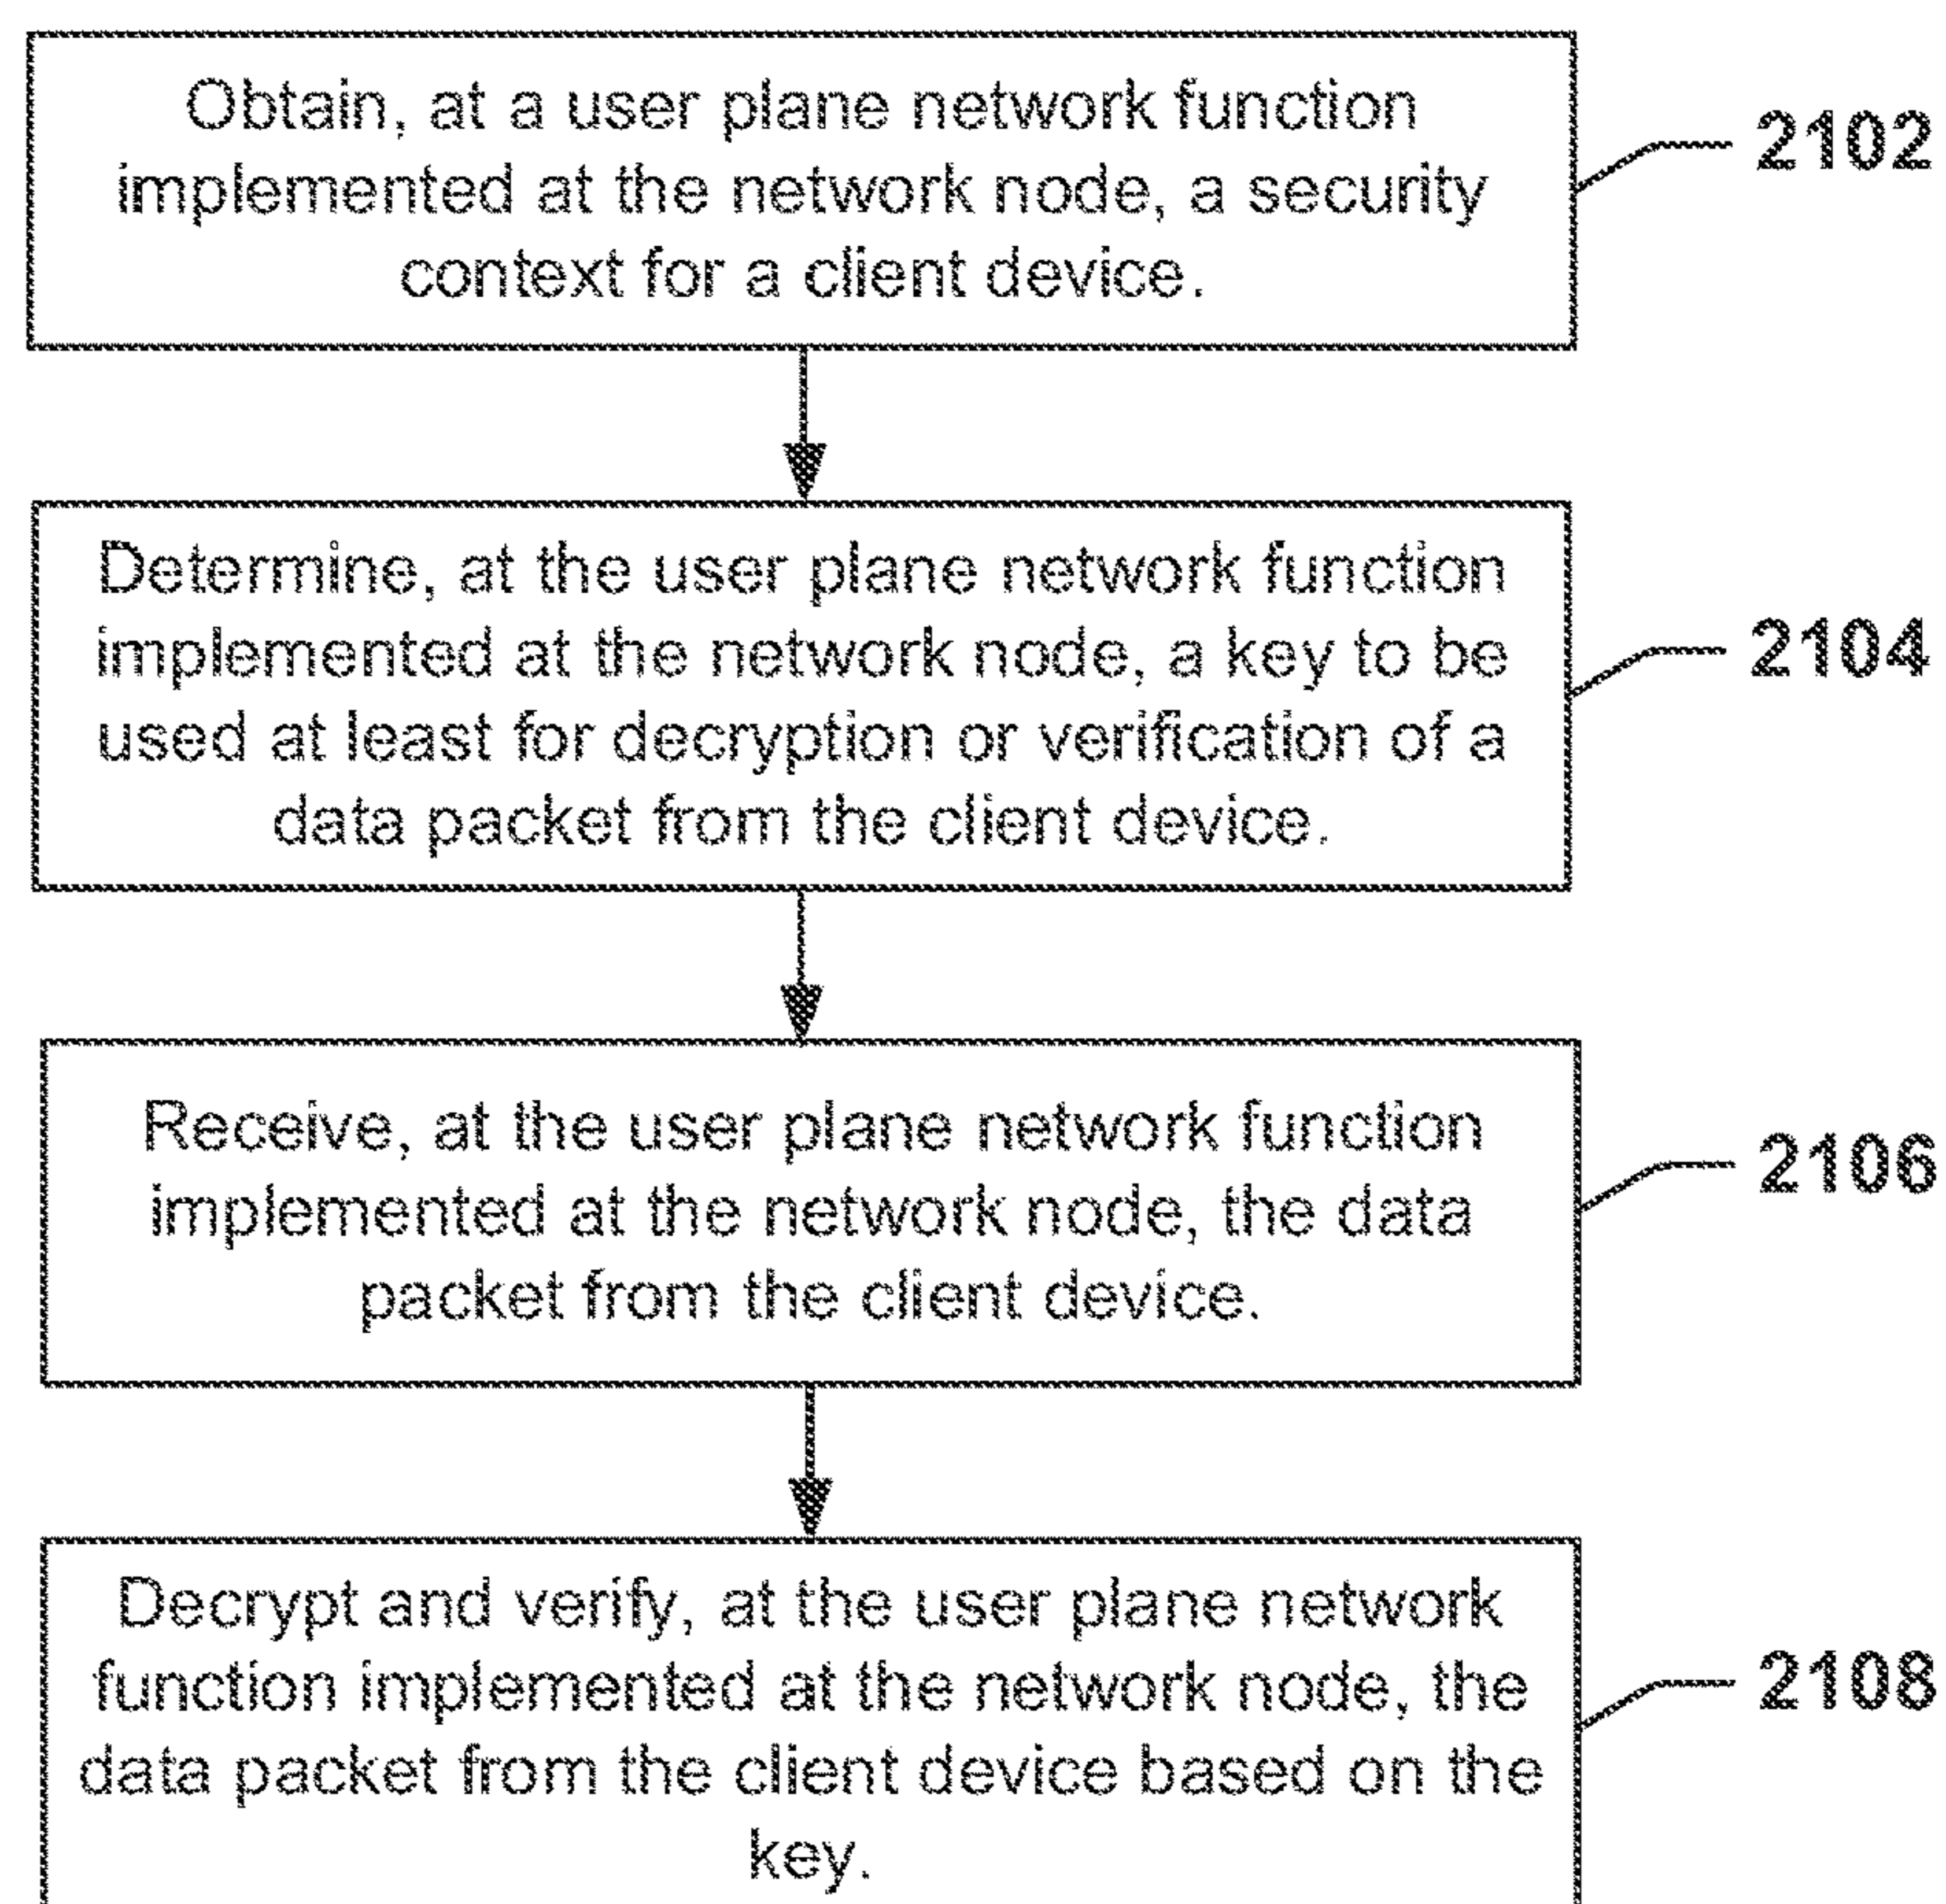 Obtain, at a user plane network function
implemented at the network node, a security
context for a client device.
2102
Determine, at the user plane network function
implemented at the network node, a key to be
used at least for decryption or verification of a
data packet from the client device.
2104
Receive, at the user plane network function
implemented at the network node, the data
packet from the client device.
2106
Decrypt and verify, at the user plane network
function implemented at the network node, the
data packet from the client device based on the
key.
2108